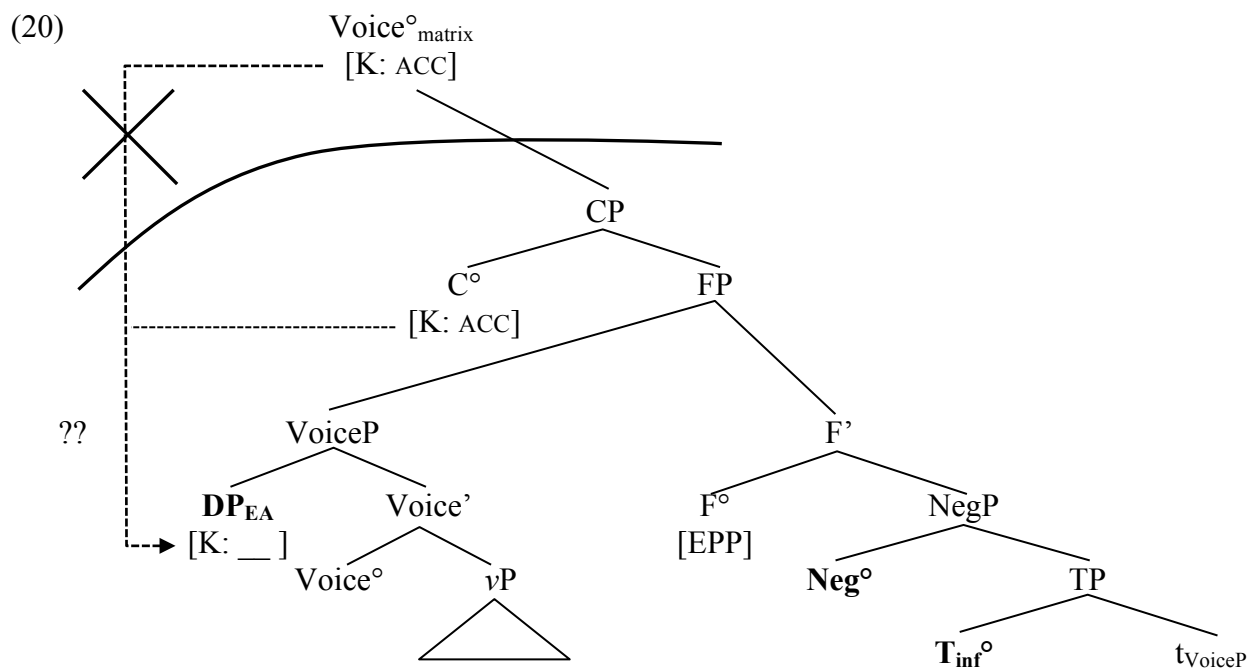 (20) Voice°matrix
[K: ACC]
CP
C° FP
[K: ACC]
?? VoiceP F’
DPEA Voice’ F° NegP
[K: __ ] [EPP]
Voice° vP Neg° TP
Tinf° tVoiceP